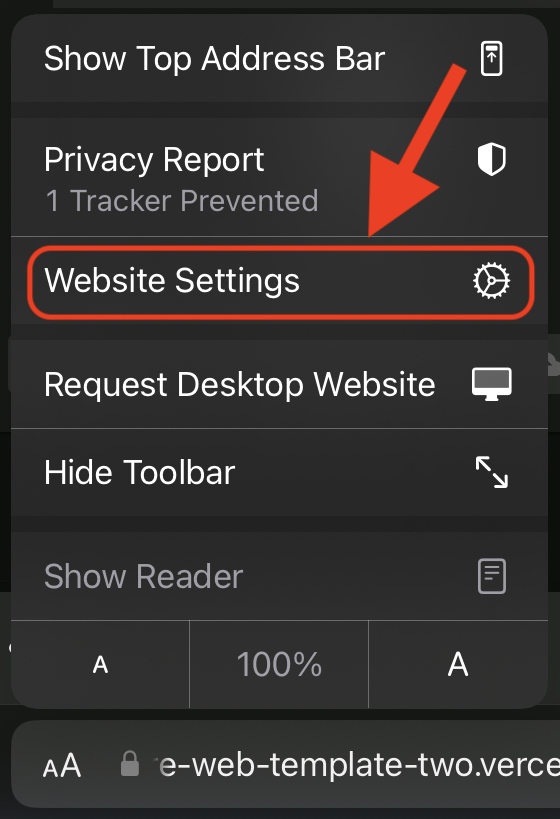 Show Top Address Bar
Privacy Report
1 Tracker Prevented
Website Settings
Request Desktop Website
Hide Toolbar
Show Reader
A 100% A
AA e-web-template-two.verce